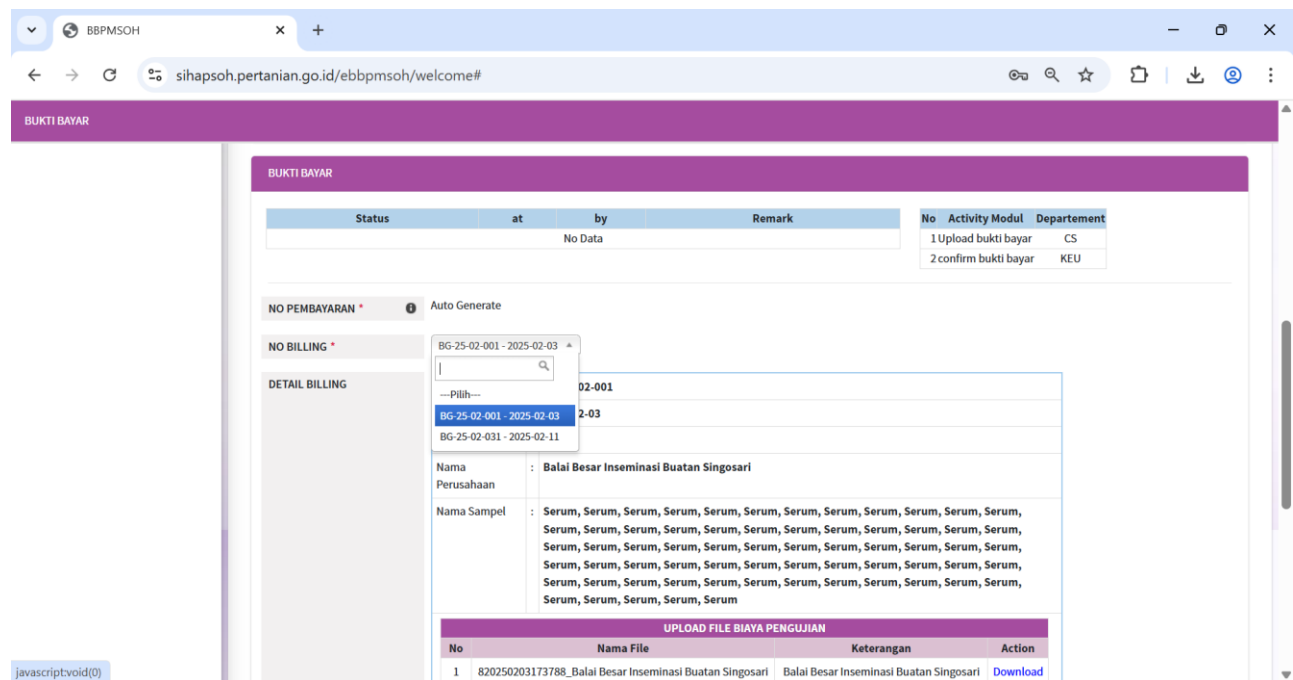 BBPMSOH
sihapsoh.pertanian.go.id/ebbpmsoh/welcome#
BUKTI BAYAR
BUKTI BAYAR
Status at by Remark
No Data
No Activity Modul Departement
1 Upload bukti bayar CS
2 confirm bukti bayar KEU
NO PEMBAYARAN * Auto Generate
NO BILLING * BG-25-02-001 - 2025-02-03
---Pilih---
BG-25-02-001 - 2025-02-03
BG-25-02-031 - 2025-02-11
DETAIL BILLING
02-001
2-03
Nama Perusahaan : Balai Besar Inseminasi Buatan Singosari
Nama Sampel : Serum, Serum, Serum, Serum, Serum, Serum, Serum, Serum, Serum, Serum, Serum, Serum,
Serum, Serum, Serum, Serum, Serum, Serum, Serum, Serum, Serum, Serum, Serum, Serum,
Serum, Serum, Serum, Serum, Serum, Serum, Serum, Serum, Serum, Serum, Serum, Serum,
Serum, Serum, Serum, Serum, Serum, Serum, Serum, Serum, Serum, Serum, Serum, Serum,
Serum, Serum, Serum, Serum, Serum, Serum, Serum, Serum, Serum, Serum, Serum, Serum,
Serum, Serum, Serum, Serum, Serum
UPLOAD FILE BIAYA PENGUJIAN
No Nama File Keterangan Action
1 820250203173788_Balai Besar Inseminasi Buatan Singosari Balai Besar Inseminasi Buatan Singosari Download
javascript:void(0)